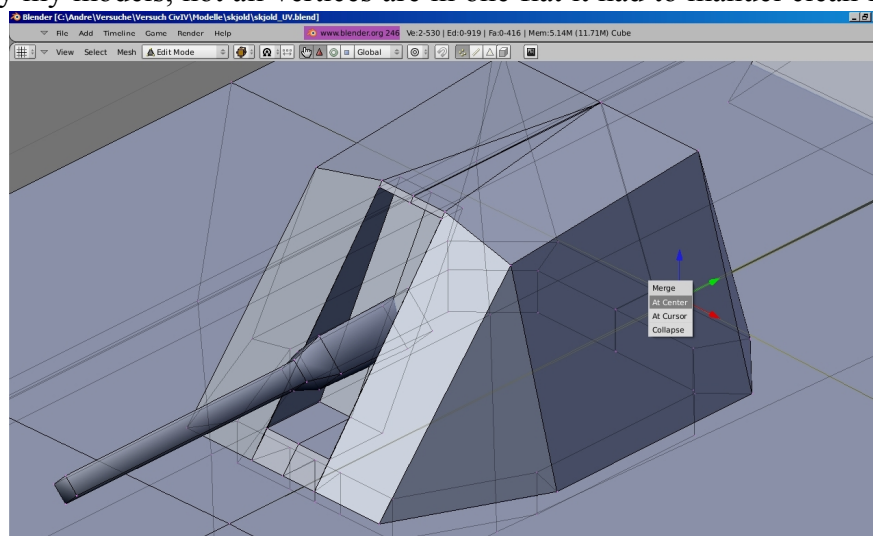 Blender [C:\Andre\Versuche\Versuch CivIV\Modelle\skjold\skjold_UV.blend]
File Add Timeline Game Render Help www.blender.org 246 Ve:2-530 | Ed:0-919 | Fa:0-416 | Mem:5.14M (11.71M) Cube
View Select Mesh Edit Mode Global
Merge
At Center
At Cursor
Collapse